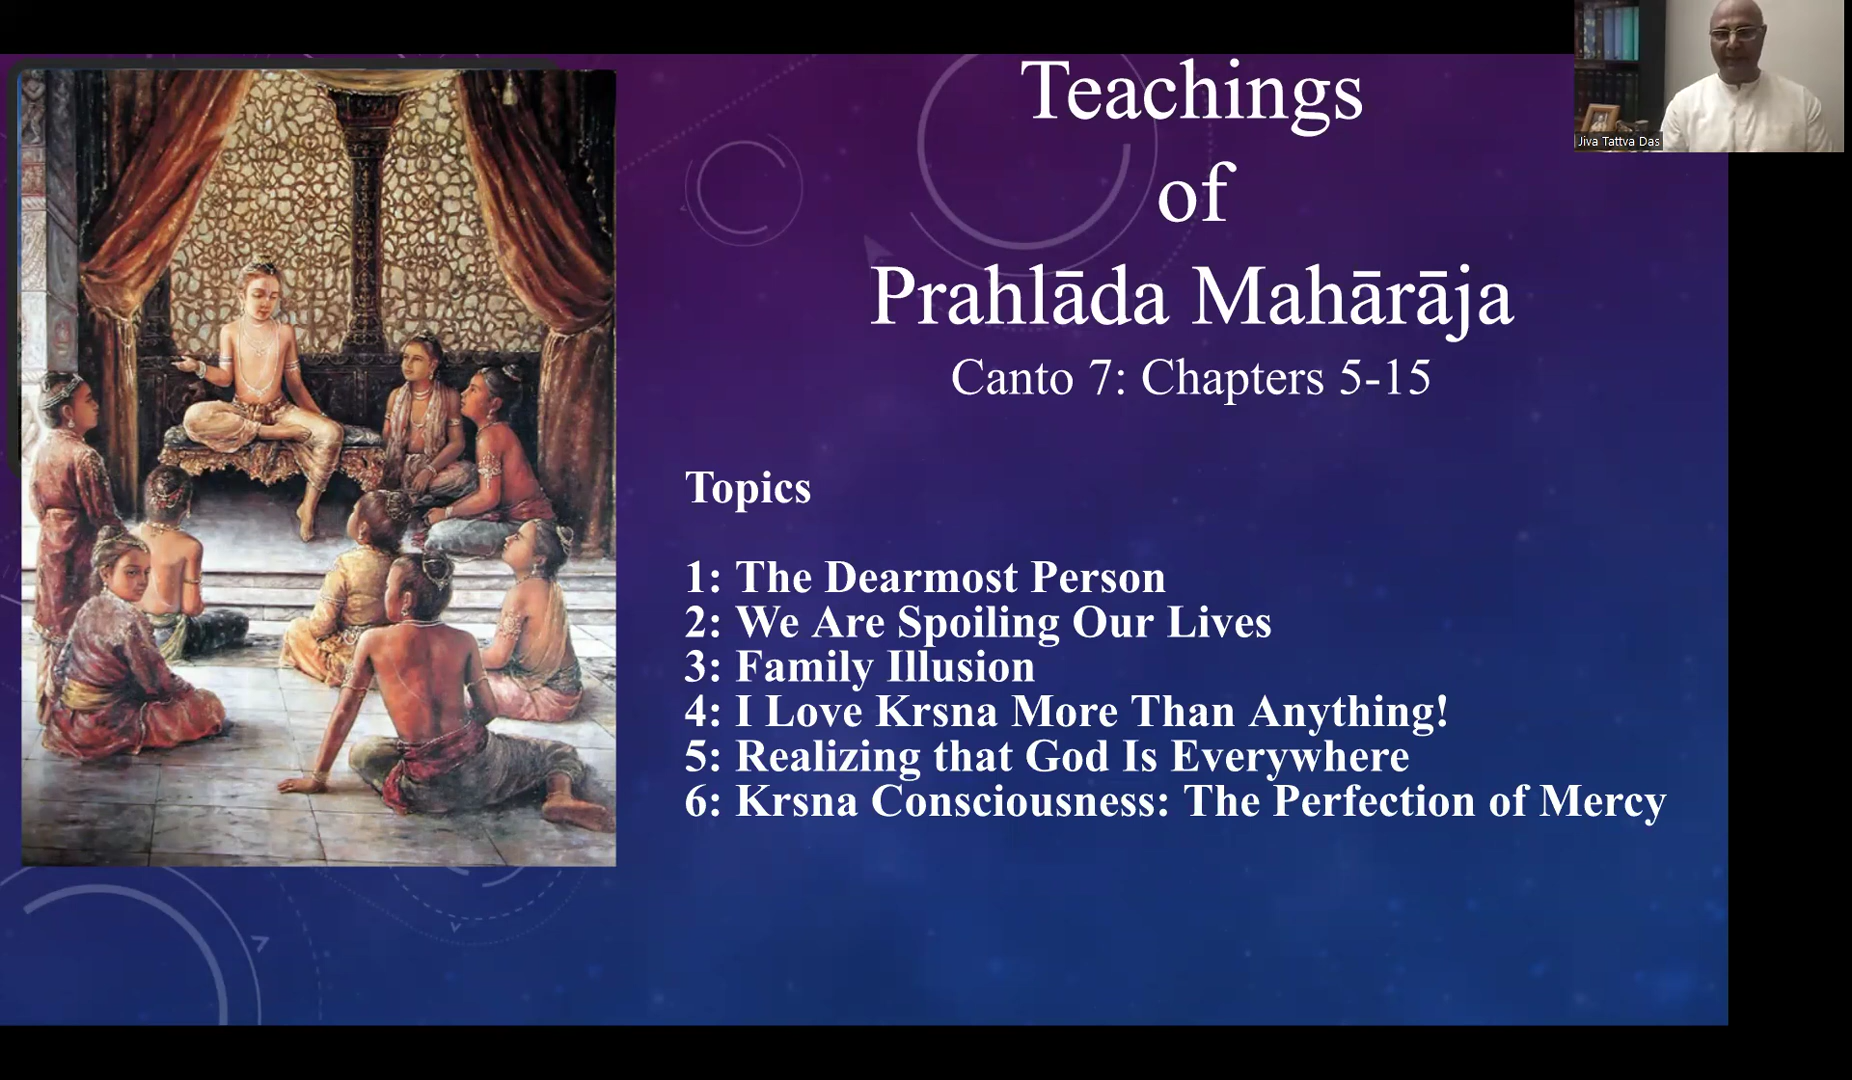 Teachings
of
Prahlāda Mahārāja
Canto 7: Chapters 5-15
Topics
1: The Dearmost Person
2: We Are Spoiling Our Lives
3: Family Illusion
4: I Love Krsna More Than Anything!
5: Realizing that God Is Everywhere
6: Krsna Consciousness: The Perfection of Mercy
Jiva Tattva Das